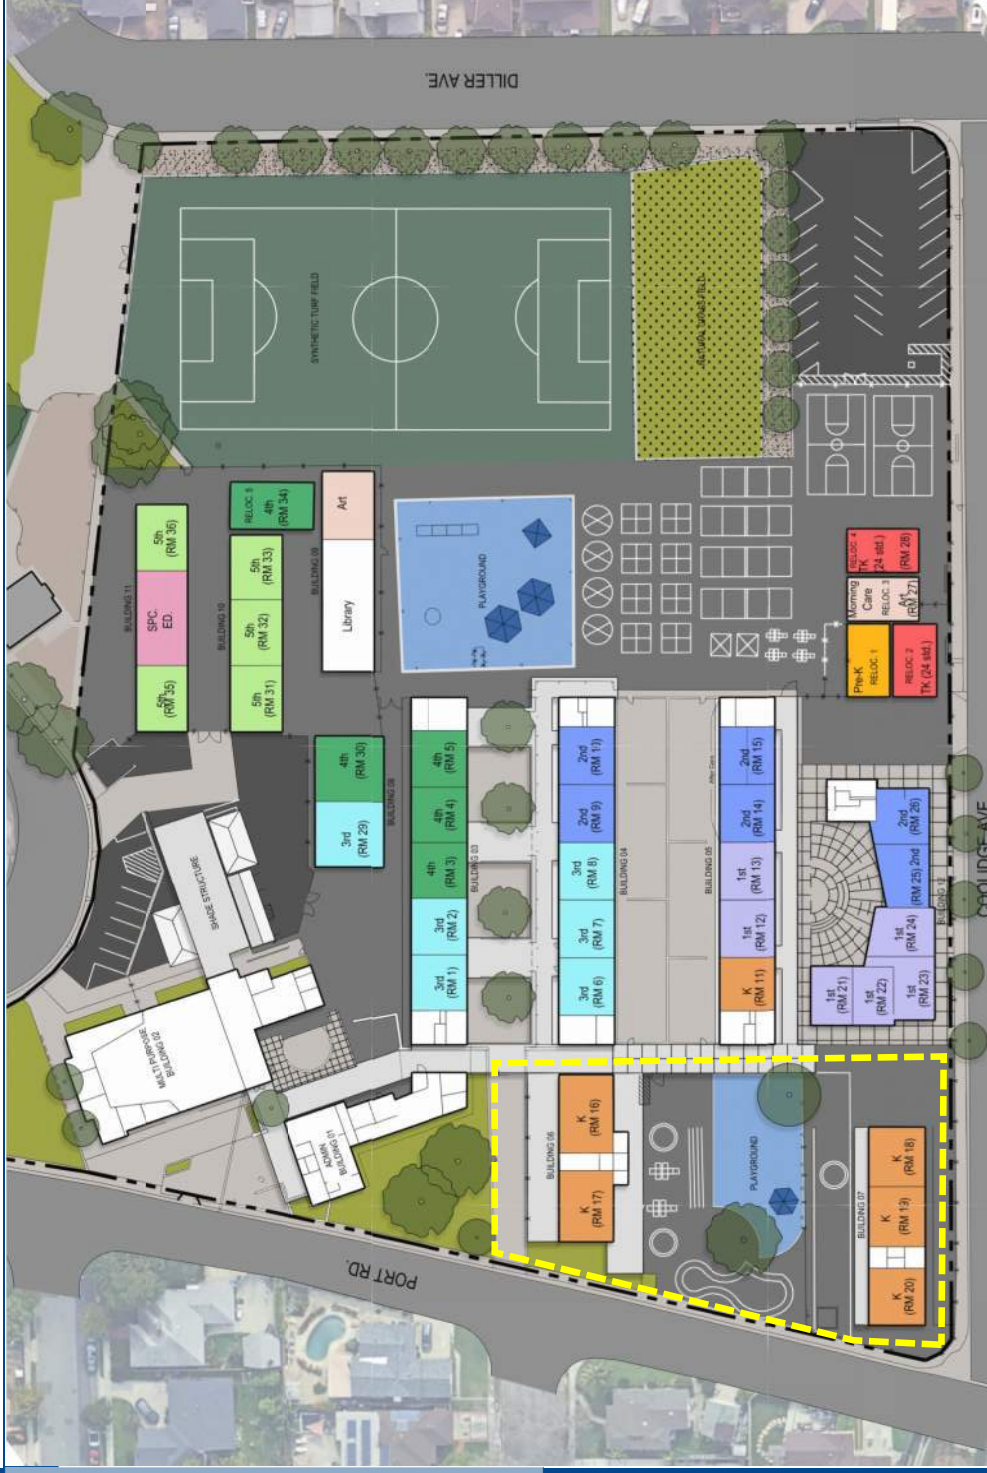 DILLER AVE.
SYNTHETIC TURF FIELD
BUILDING 11
5th
(RM 36)
SPC.
ED.
5th
(RM 35)
BUILDING 10
RELOC. 5
4th
(RM 34)
5th
(RM 33)
5th
(RM 32)
5th
(RM 31)
BUILDING 09
Art
Library
PLAYGROUND
RELOC. 4
TK
(24 std.)
(RM 28)
Morning
Care
RELOC. 3
Art
(RM 27)
Pre-K
RELOC. 1
RELOC. 2
TK (24 std.)
4th
(RM 30)
3rd
(RM 29)
BUILDING 08
4th
(RM 5)
4th
(RM 4)
4th
(RM 3)
3rd
(RM 2)
3rd
(RM 1)
BUILDING 03
2nd
(RM 10)
2nd
(RM 9)
3rd
(RM 8)
3rd
(RM 7)
3rd
(RM 6)
BUILDING 04
After Care
BUILDING 05
2nd
(RM 15)
2nd
(RM 14)
1st
(RM 13)
1st
(RM 12)
K
(RM 11)
2nd
(RM 26)
2nd
(RM 25)
1st
(RM 24)
1st
(RM 23)
1st
(RM 22)
1st
(RM 21)
BUILDING 12
COOLIDGE AVE
SHADE STRUCTURE
MULTI PURPOSE
BUILDING 02
ADMIN
BUILDING 01
BUILDING 06
K
(RM 16)
K
(RM 17)
PLAYGROUND
BUILDING 07
K
(RM 18)
K
(RM 19)
K
(RM 20)
PORT RD.